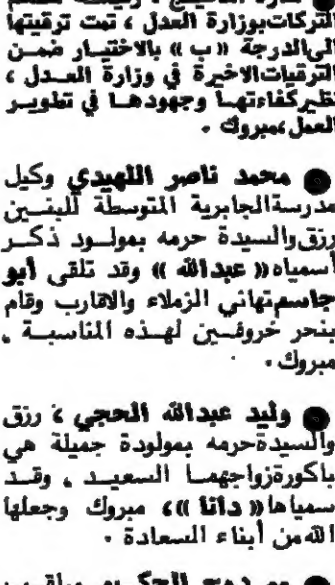 التركات بوزارة العدل ، تمت ترقيتها
الى الدرجة « ب » بالاختيار ضمن
الترقيات الاخيرة في وزارة العدل ،
نظير كفاءتها وجهودها في تطوير
العمل ، مبروك .
● محمد ناصر اللهيدي وكيل
مدرسة الجابرية المتوسطة للبنين
رزق والسيدة حرمه بمولود ذكر
أسمياه « عبدالله » وقد تلقى أبو
جاسم تهاني الزملاء والاقارب وقام
بنحر خروفين لهذه المناسبة ،
مبروك .
● وليد عبدالله الحجي ، رزق
والسيدة حرمه بمولودة جميلة هي
باكورة زواجهما السعيد ، وقد
سمياها « دانا » ، مبروك وجعلها
الله من أبناء السعادة .